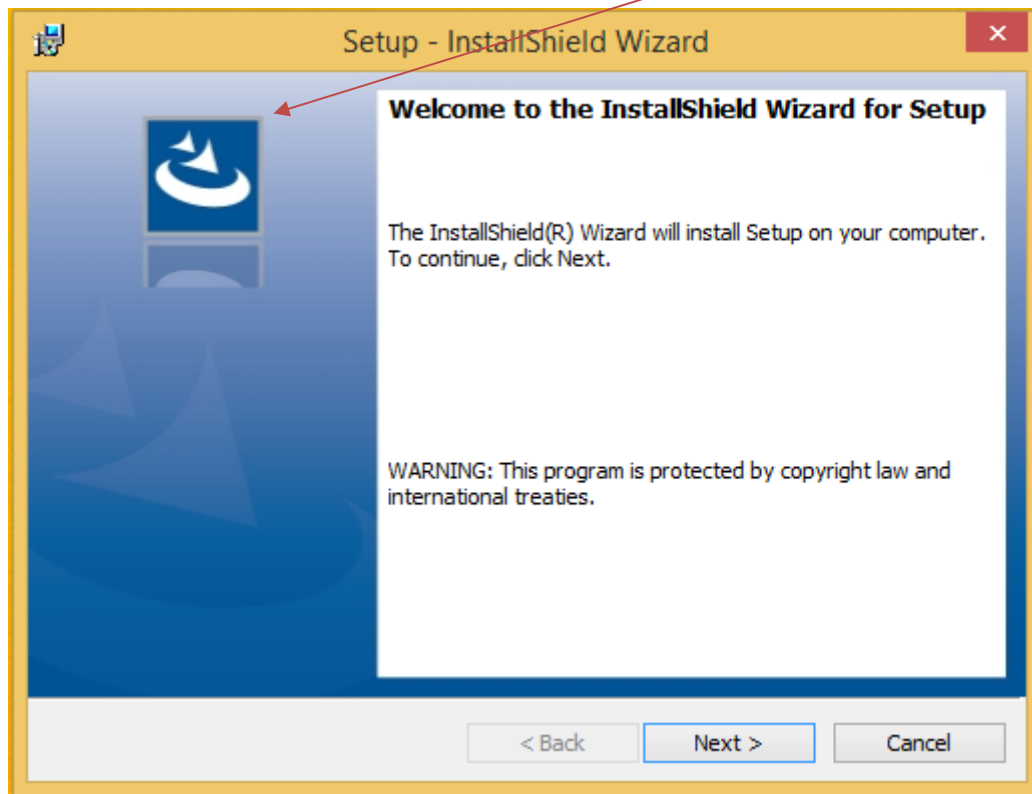 Setup - InstallShield Wizard
Welcome to the InstallShield Wizard for Setup
The InstallShield(R) Wizard will install Setup on your computer.
To continue, click Next.
WARNING: This program is protected by copyright law and
international treaties.
< Back Next > Cancel